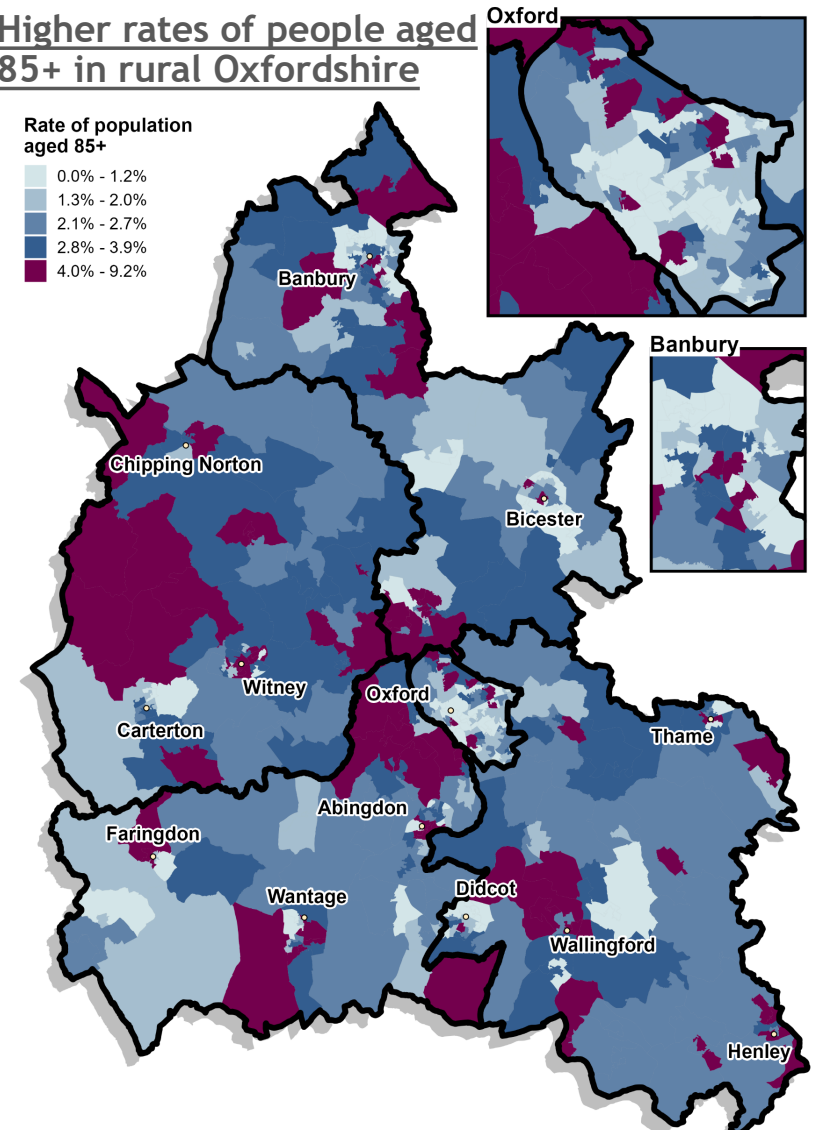 Higher rates of people aged
85+ in rural Oxfordshire
Oxford
Rate of population
aged 85+
0.0% - 1.2%
1.3% - 2.0%
2.1% - 2.7%
2.8% - 3.9%
4.0% - 9.2%
Banbury
Banbury
Chipping Norton
Bicester
Witney
Oxford
Carterton
Thame
Abingdon
Faringdon
Wantage
Didcot
Wallingford
Henley